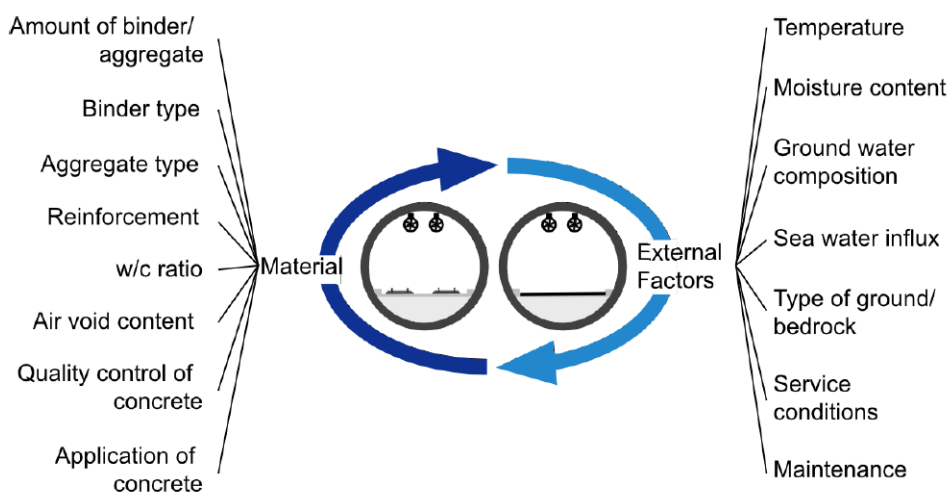 Amount of binder/
aggregate
Binder type
Aggregate type
Reinforcement
w/c ratio
Air void content
Quality control of
concrete
Application of
concrete
Material
External
Factors
Temperature
Moisture content
Ground water
composition
Sea water influx
Type of ground/
bedrock
Service
conditions
Maintenance